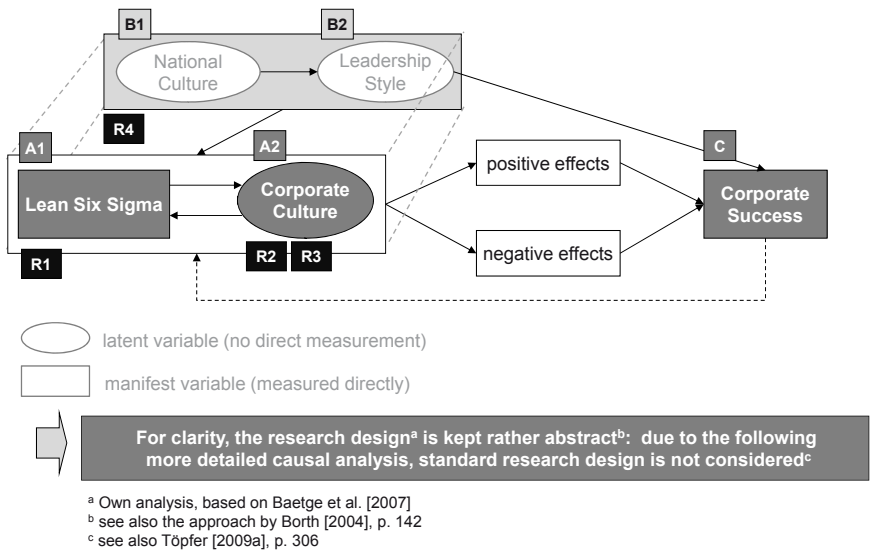 B1
B2
National
Culture
Leadership
Style
R4
A1
A2
C
Lean Six Sigma
Corporate
Culture
positive effects
negative effects
Corporate
Success
R1
R2
R3
latent variable (no direct measurement)
manifest variable (measured directly)
For clarity, the research designᵃ is kept rather abstractᵇ: due to the following
more detailed causal analysis, standard research design is not consideredᶜ
ᵃ Own analysis, based on Baetge et al. [2007]
ᵇ see also the approach by Borth [2004], p. 142
ᶜ see also Töpfer [2009a], p. 306